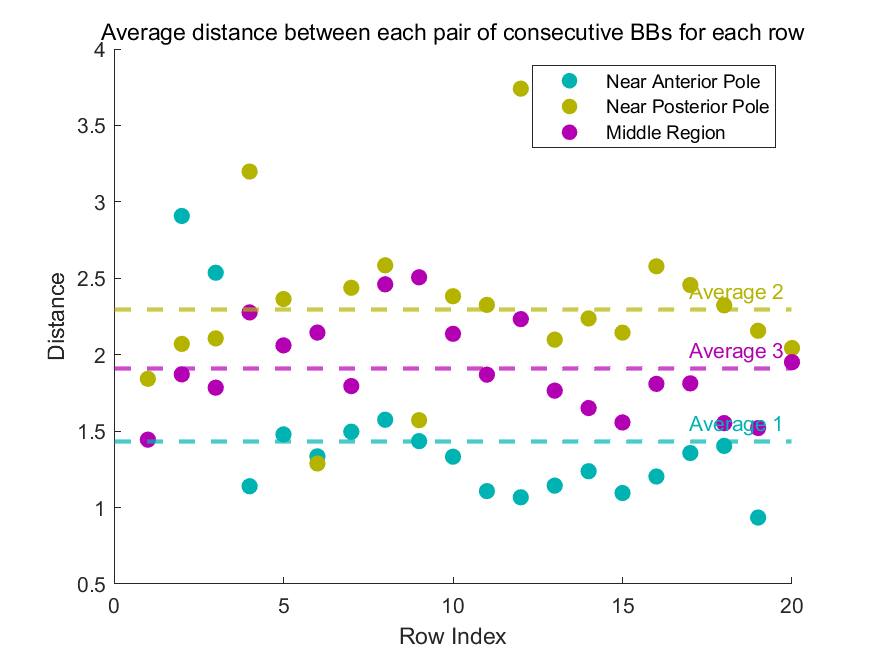 Average distance between each pair of consecutive BBs for each row
4
3.5
3
2.5
2
1.5
1
0.5
Distance
Near Anterior Pole
Near Posterior Pole
Middle Region
Average 2
Average 3
Average 1
0
5
10
15
20
Row Index